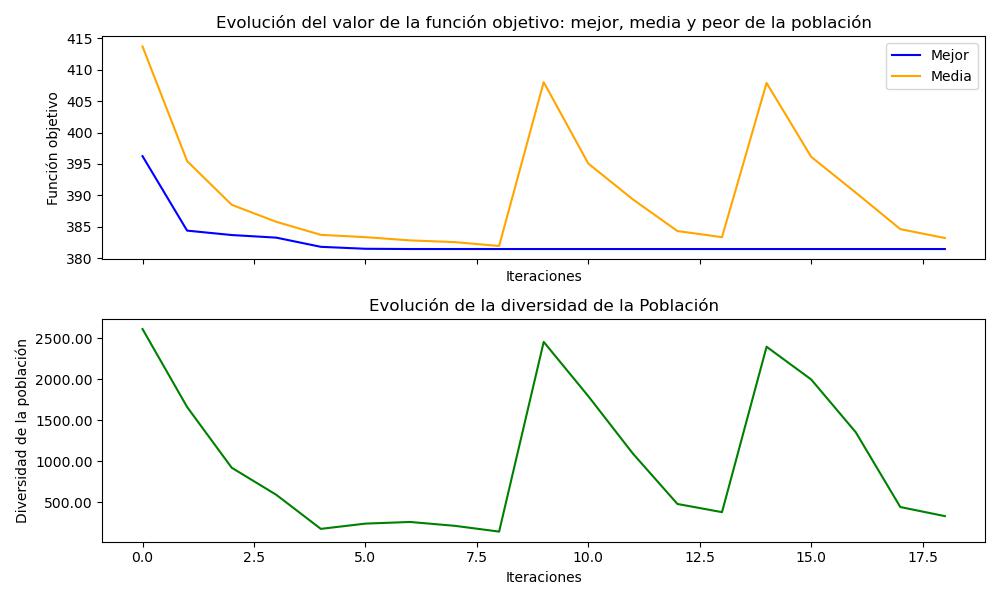 Evolución del valor de la función objetivo: mejor, media y peor de la población
415
410
405
400
395
390
385
380
Función objetivo
Mejor
Media
Iteraciones
Evolución de la diversidad de la Población
2500.00
2000.00
1500.00
1000.00
500.00
Diversidad de la población
0.0 2.5 5.0 7.5 10.0 12.5 15.0 17.5
Iteraciones